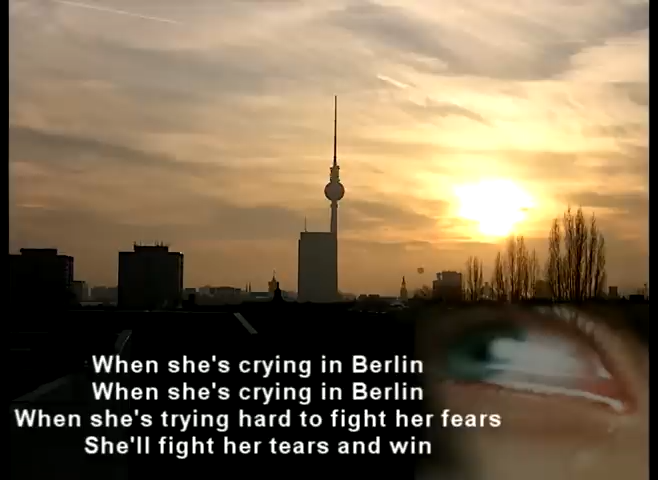 When she's crying in Berlin
When she's crying in Berlin
When she's trying hard to fight her fears
She'll fight her tears and win